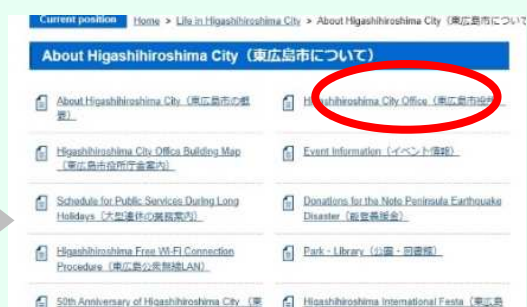 Current position Home > Life in Higashihiroshima City > About Higashihiroshima City（東広島市について
About Higashihiroshima City（東広島市について）
About Higashihiroshima City（東広島市の概
要）
Higashihiroshima City Office（東広島市役所）
Higashihiroshima City Office Building Map
（東広島市役所庁舎案内）
Event Information（イベント情報）
Schedule for Public Services During Long
Holidays（大型連休の業務案内）
Donations for the Noto Peninsula Earthquake
Disaster（能登義援金）
Higashihiroshima Free Wi-Fi Connection
Procedure（東広島公衆無線LAN）
Park・Library（公園・図書館）
50th Anniversary of Higashihiroshima City（東
Higashihiroshima International Festa（東広島